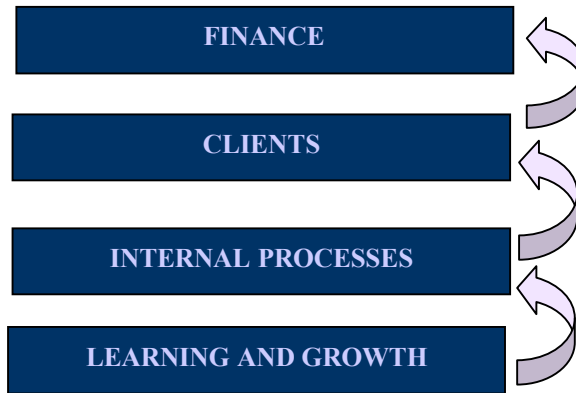 FINANCE
CLIENTS
INTERNAL PROCESSES
LEARNING AND GROWTH